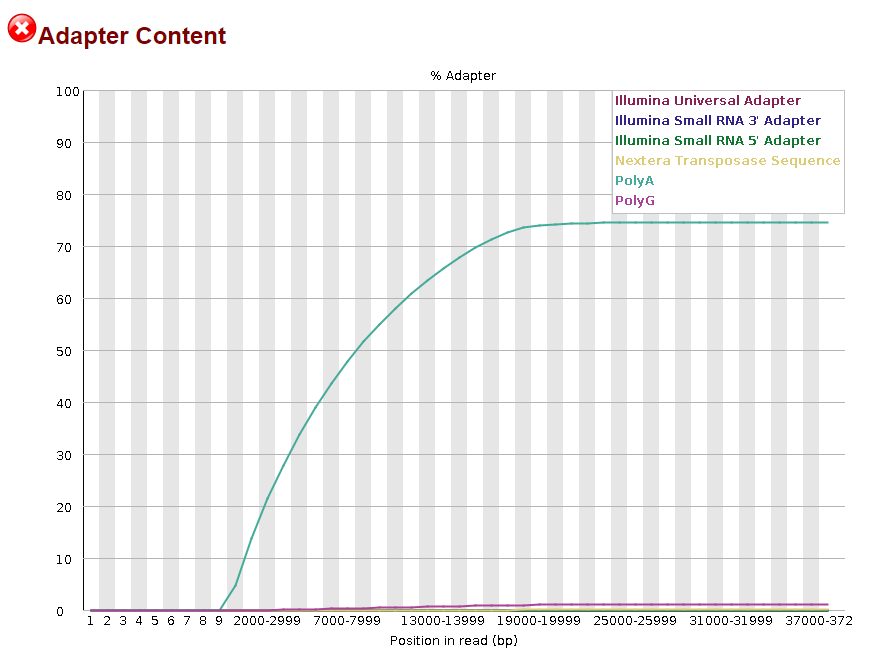 Adapter Content
% Adapter
100
90
80
70
60
50
40
30
20
10
0
Illumina Universal Adapter
Illumina Small RNA 3' Adapter
Illumina Small RNA 5' Adapter
Nextera Transposase Sequence
PolyA
PolyG
1 2 3 4 5 6 7 8 9 2000-2999 7000-7999 13000-13999 19000-19999 25000-25999 31000-31999 37000-372
Position in read (bp)